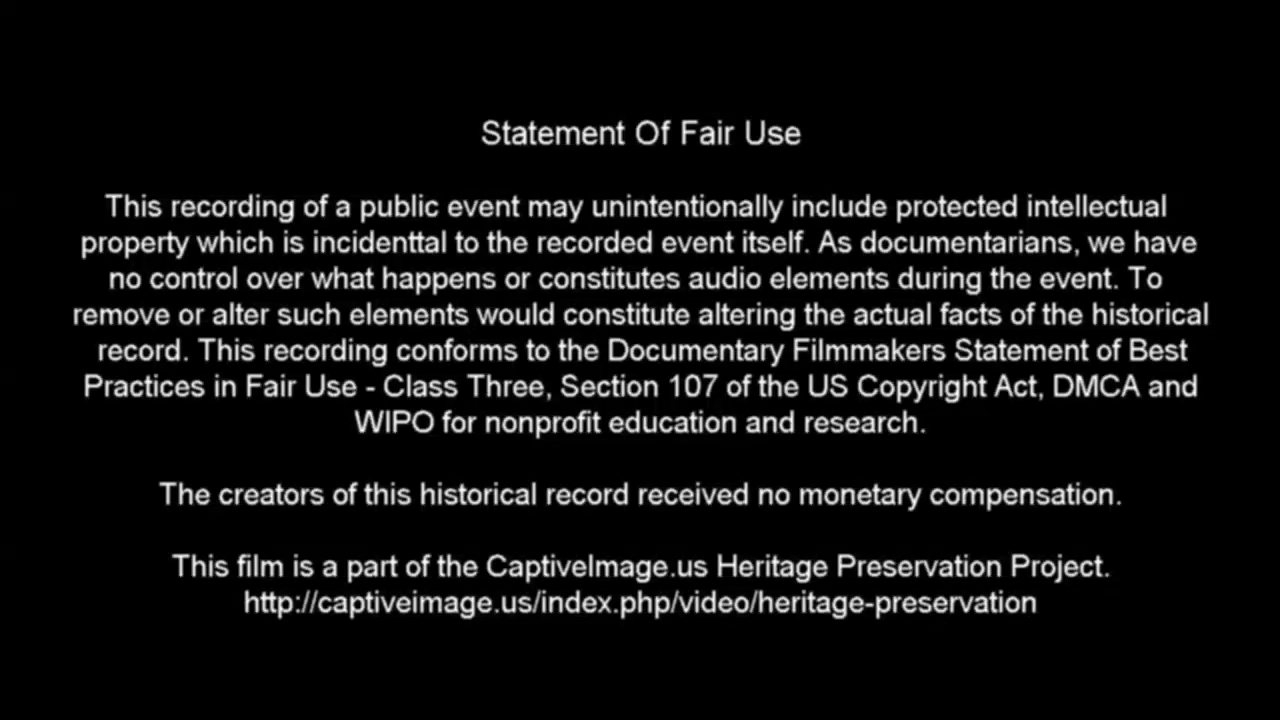 Statement Of Fair Use
This recording of a public event may unintentionally include protected intellectual
property which is incidenttal to the recorded event itself. As documentarians, we have
no control over what happens or constitutes audio elements during the event. To
remove or alter such elements would constitute altering the actual facts of the historical
record. This recording conforms to the Documentary Filmmakers Statement of Best
Practices in Fair Use - Class Three, Section 107 of the US Copyright Act, DMCA and
WIPO for nonprofit education and research.
The creators of this historical record received no monetary compensation.
This film is a part of the CaptiveImage.us Heritage Preservation Project.
http://captiveimage.us/index.php/video/heritage-preservation